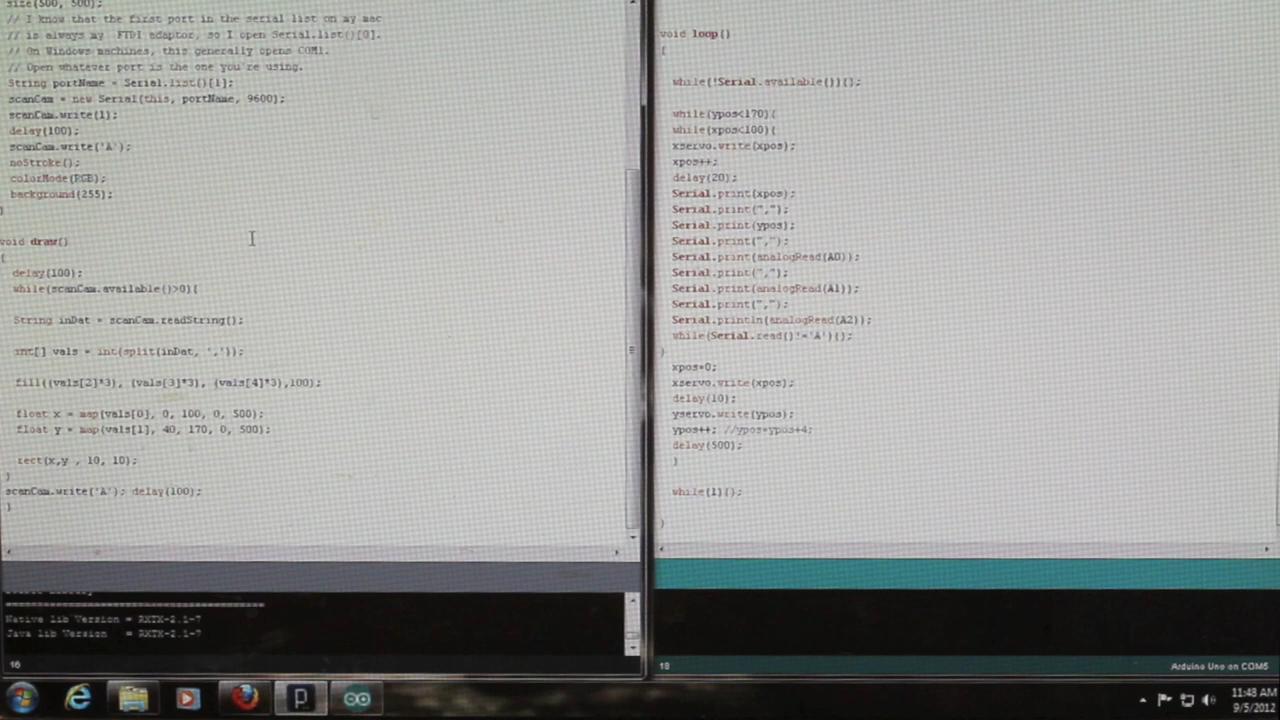 size(500, 500);
// I know that the first port in the serial list on my mac
// is always my  FTDI adaptor, so I open Serial.list()[0].
// On Windows machines, this generally opens COM1.
// Open whatever port is the one you're using.
String portName = Serial.list()[1];
scanCam = new Serial(this, portName, 9600);
scanCam.write(1);
delay(100);
scanCam.write('A');
noStroke();
colorMode(RGB);
background(255);
}
void draw()
{
delay(100);
while(scanCam.available()>0){
String inDat = scanCam.readString();
int[] vals = int(split(inDat, ','));
fill((vals[2]*3), (vals[3]*3), (vals[4]*3),100);
float x = map(vals[0], 0, 100, 0, 500);
float y = map(vals[1], 40, 170, 0, 500);
rect(x,y , 10, 10);
}
scanCam.write('A'); delay(100);
}
===================================
Native lib Version = RXTX-2.1-7
Java lib Version   = RXTX-2.1-7
16
void loop()
{
while(!Serial.available()){};
while(ypos<170){
while(xpos<100){
xservo.write(xpos);
xpos++;
delay(20);
Serial.print(xpos);
Serial.print(",");
Serial.print(ypos);
Serial.print(",");
Serial.print(analogRead(A0));
Serial.print(",");
Serial.print(analogRead(A1));
Serial.print(",");
Serial.println(analogRead(A2));
while(Serial.read()!='A'){};
}
xpos=0;
xservo.write(xpos);
delay(10);
yservo.write(ypos);
ypos++; //ypos=ypos+4;
delay(500);
}
while(1){};
}
18
Arduino Uno on COM5
11:48 AM
9/5/2012